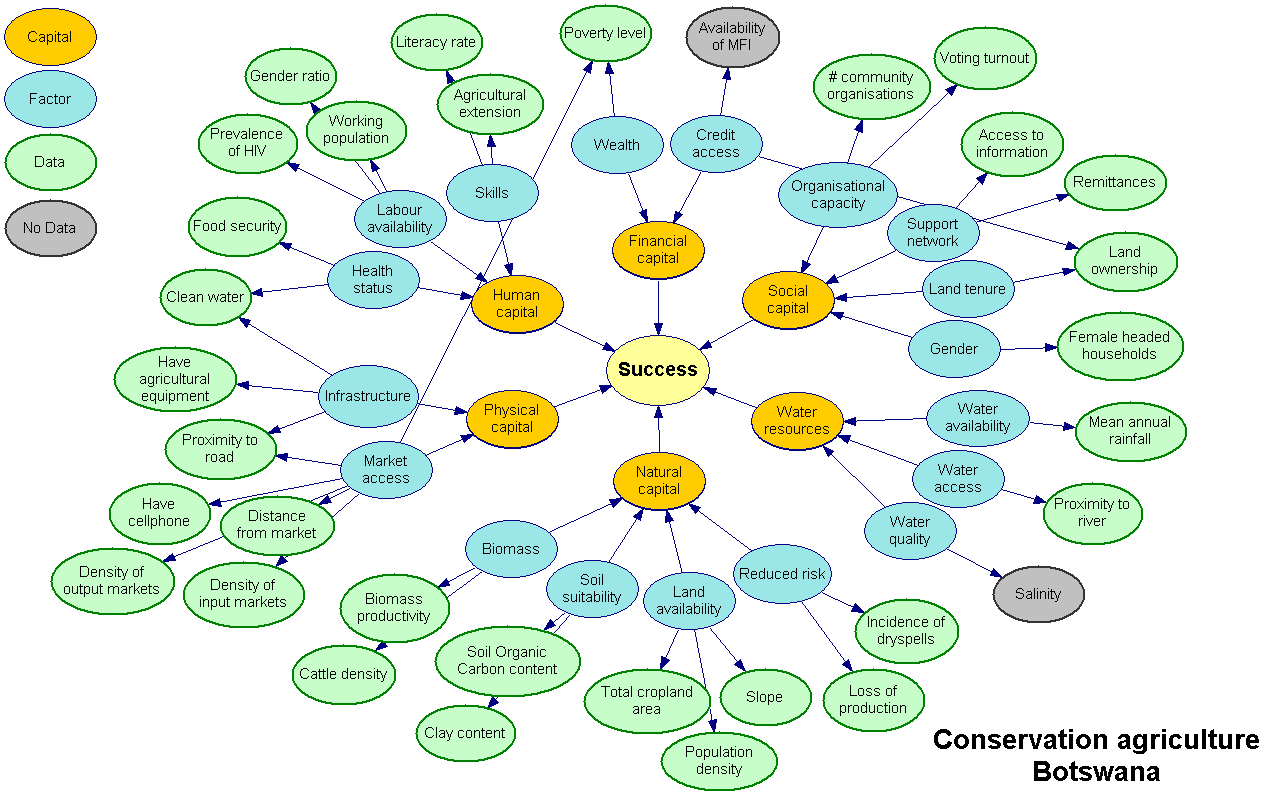 Capital
Factor
Data
No Data
Literacy rate
Poverty level
Availability
of MFI
Gender ratio
Agricultural
extension
# community
organisations
Voting turnout
Prevalence
of HIV
Working
population
Wealth
Credit
access
Access to
information
Labour
availability
Skills
Organisational
capacity
Remittances
Food security
Support
network
Financial
capital
Land
ownership
Health
status
Clean water
Human
capital
Social
capital
Land tenure
Success
Gender
Female headed
households
Have
agricultural
equipment
Infrastructure
Physical
capital
Water
resources
Water
availability
Mean annual
rainfall
Proximity to
road
Market
access
Natural
capital
Water
access
Have
cellphone
Distance
from market
Water
quality
Proximity to
river
Density of
output markets
Density of
input markets
Biomass
Soil
suitability
Land
availability
Reduced risk
Salinity
Biomass
productivity
Incidence of
dryspells
Cattle density
Soil Organic
Carbon content
Total cropland
area
Slope
Loss of
production
Clay content
Population
density
Conservation agriculture
Botswana